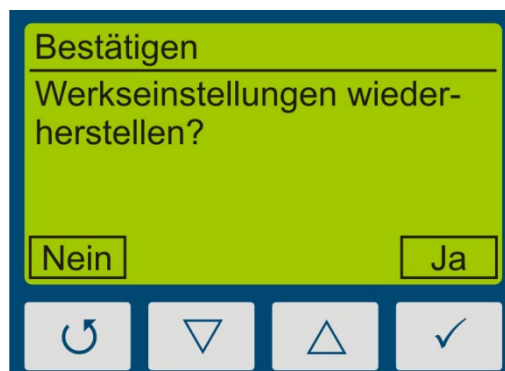 Bestätigen
Werkseinstellungen wieder-
herstellen?
Nein
Ja